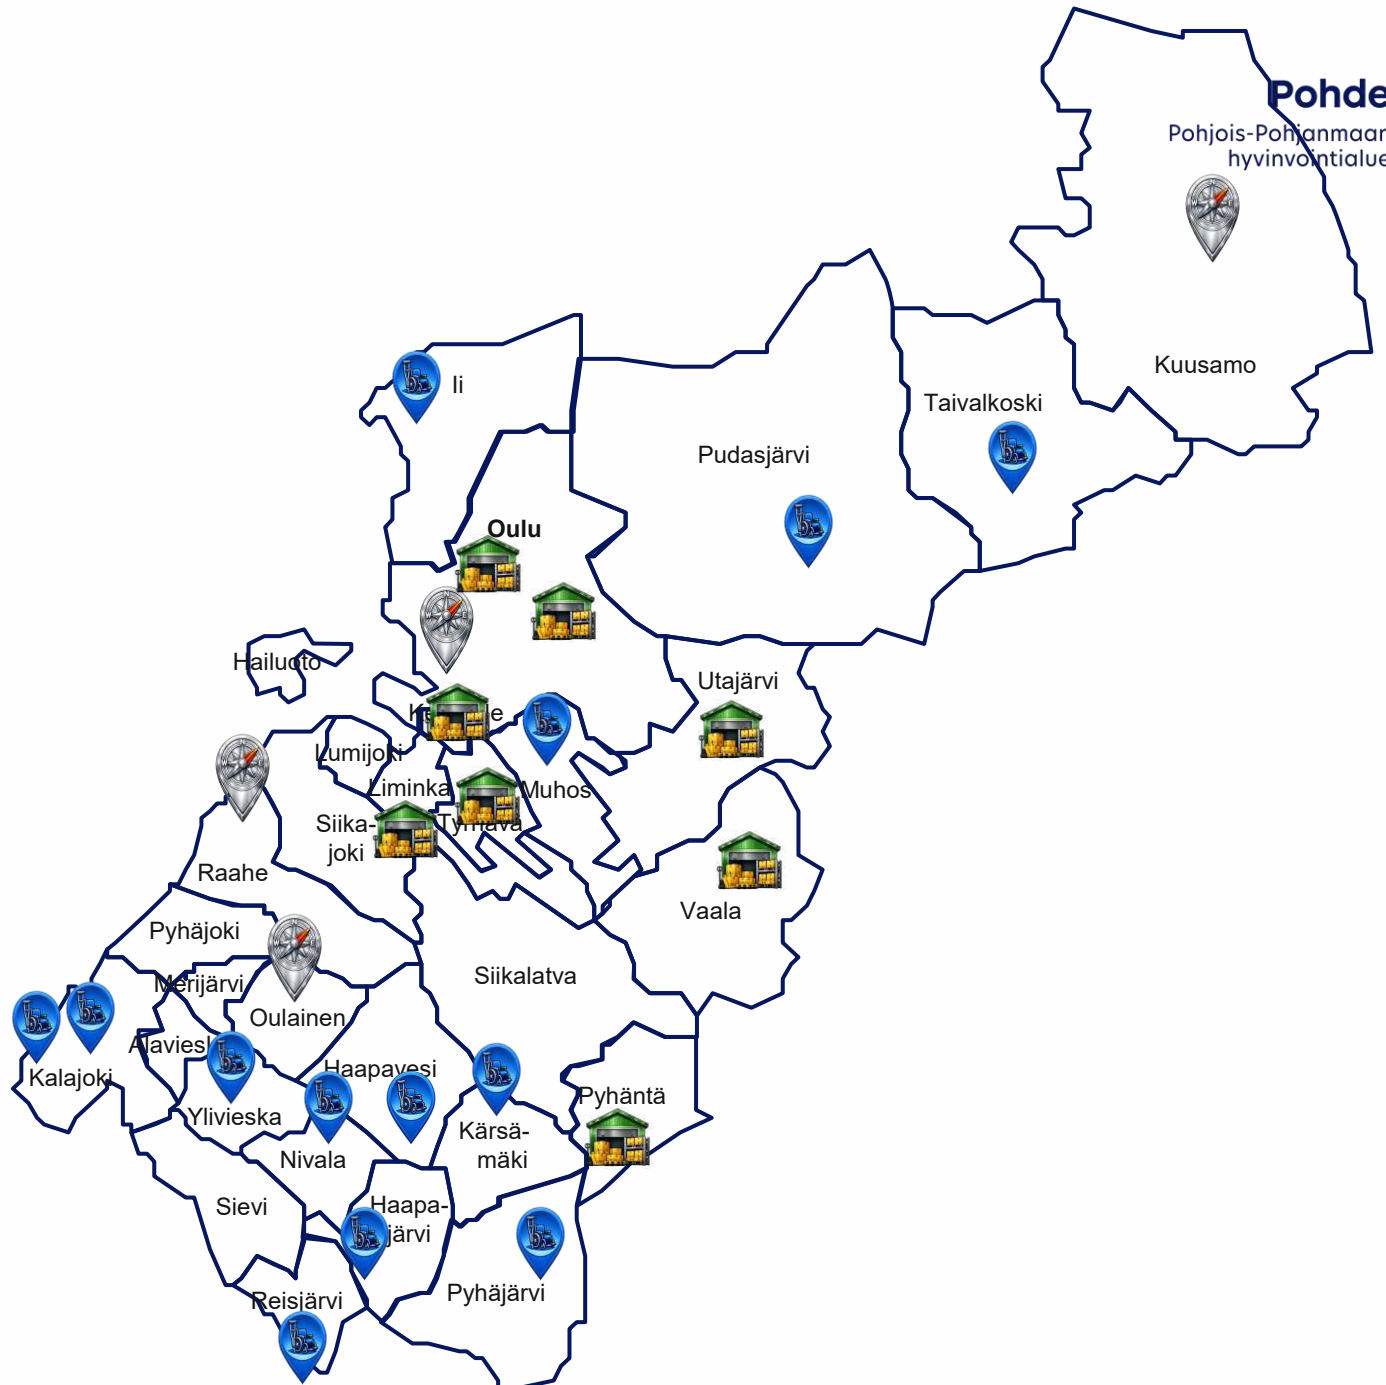 Pohde
Pohjois-Pohjanmaan
hyvinvointialue
Kuusamo
Ii
Taivalkoski
Pudasjärvi
Oulu
Hailuoto
Utajärvi
Lumijoki
Liminka
Muhos
Siika-
joki
Tyrnävä
Raahe
Vaala
Pyhäjoki
Siikalatva
Merijärvi
Oulainen
Haapavesi
Kalajoki
Pyhäntä
Ylivieska
Kärsä-
mäki
Nivala
Sievi
Haapa-
järvi
Pyhäjärvi
Reisjärvi